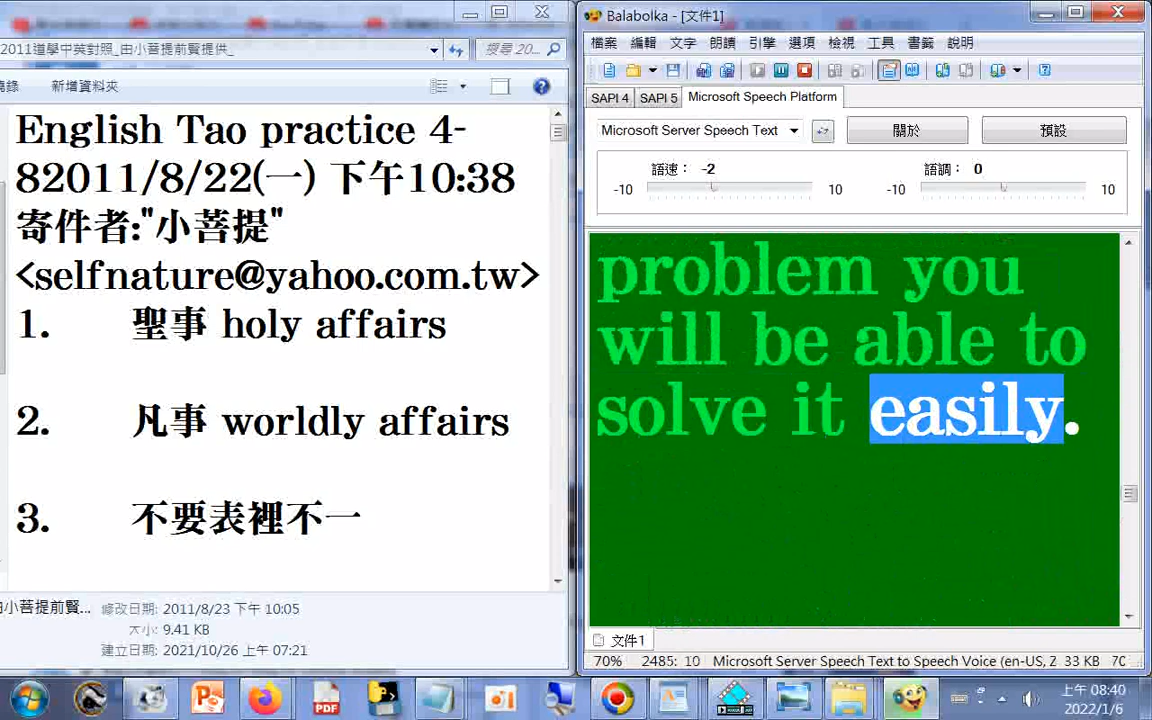 2011道學中英對照_由小菩提前賢提供_
搜尋 20...
新增資料夾
English Tao practice 4-
82011/8/22(一) 下午10:38
寄件者:"小菩提"
<selfnature@yahoo.com.tw>
1. 聖事 holy affairs
2. 凡事 worldly affairs
3. 不要表裡不一
小菩提前賢... 修改日期: 2011/8/23 下午 10:05
大小: 9.41 KB
建立日期: 2021/10/26 上午 07:21
Balabolka - [文件1]
檔案 編輯 文字 朗讀 引擎 選項 檢視 工具 書籤 說明
SAPI 4 SAPI 5 Microsoft Speech Platform
Microsoft Server Speech Text 關於 預設
語速： -2 語調： 0
-10 10 -10 10
problem you
will be able to
solve it easily.
文件1
70% 2485: 10 Microsoft Server Speech Text to Speech Voice (en-US, Z 33 KB
PDF
上午 08:40
2022/1/6